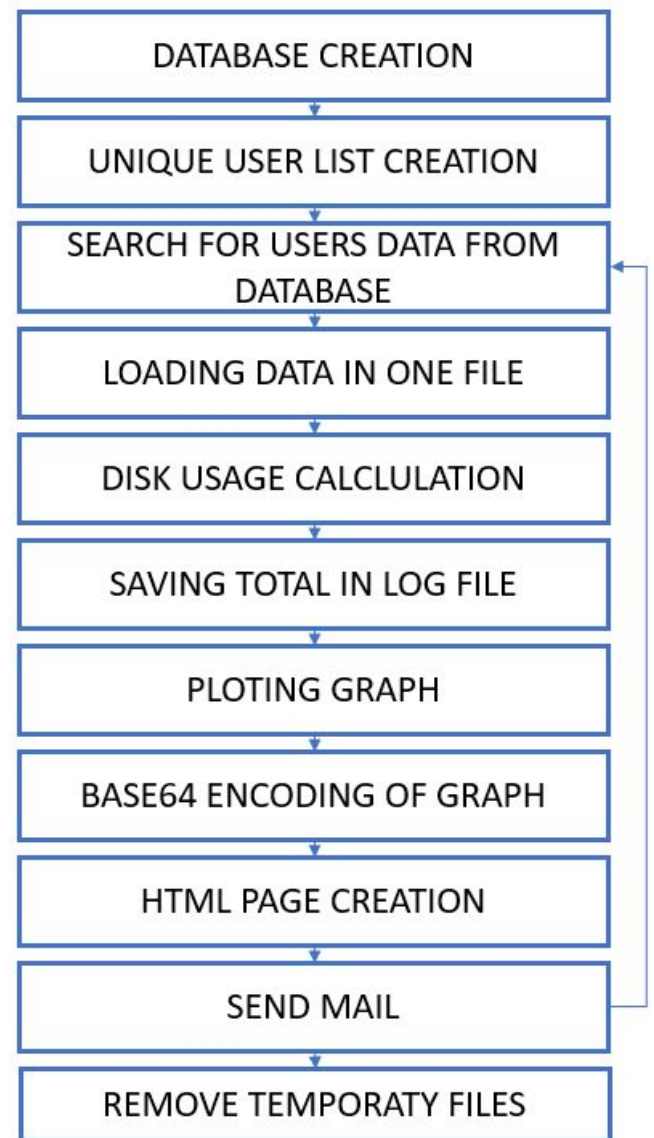 DATABASE CREATION
UNIQUE USER LIST CREATION
SEARCH FOR USERS DATA FROM
DATABASE
LOADING DATA IN ONE FILE
DISK USAGE CALCLULATION
SAVING TOTAL IN LOG FILE
PLOTING GRAPH
BASE64 ENCODING OF GRAPH
HTML PAGE CREATION
SEND MAIL
REMOVE TEMPORATY FILES